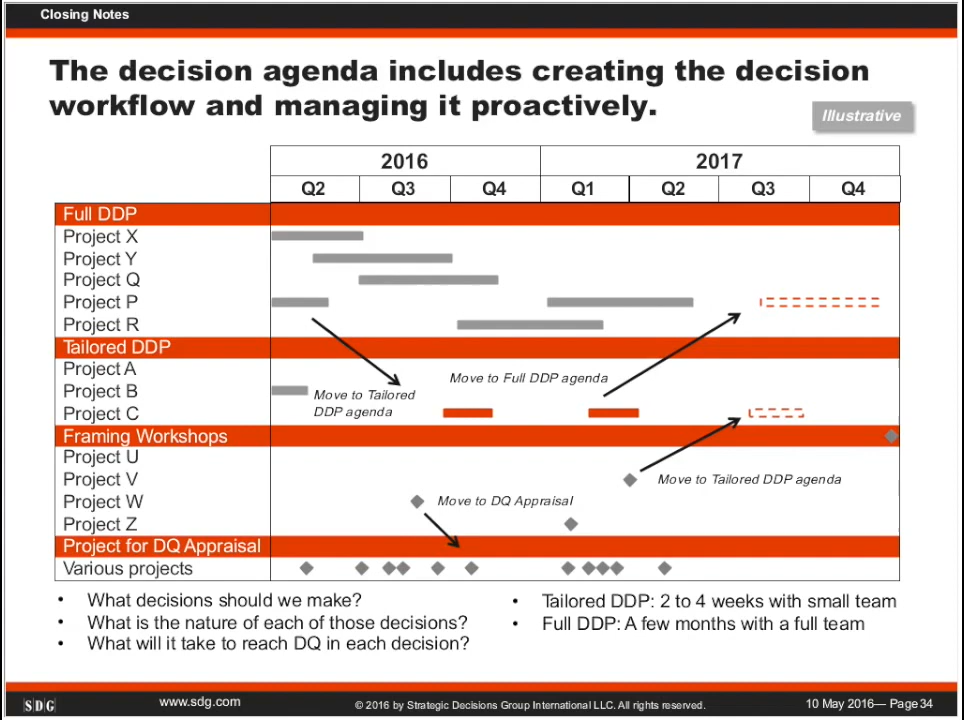 Closing Notes
The decision agenda includes creating the decision
workflow and managing it proactively.
Illustrative
2016 2017
Q2 Q3 Q4 Q1 Q2 Q3 Q4
Full DDP
Project X
Project Y
Project Q
Project P
Project R
Tailored DDP
Project A
Move to Full DDP agenda
Project B
Move to Tailored
DDP agenda
Project C
Framing Workshops
Project U
Project V
Move to Tailored DDP agenda
Project W
Move to DQ Appraisal
Project Z
Project for DQ Appraisal
Various projects
• What decisions should we make?
• What is the nature of each of those decisions?
• What will it take to reach DQ in each decision?
• Tailored DDP: 2 to 4 weeks with small team
• Full DDP: A few months with a full team
SDG
www.sdg.com
© 2016 by Strategic Decisions Group International LLC. All rights reserved.
10 May 2016— Page 34